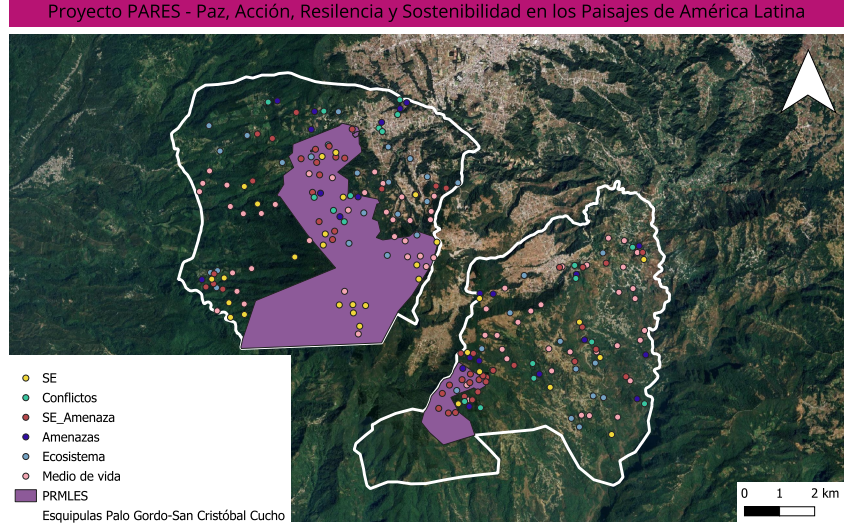 Proyecto PARES - Paz, Acción, Resilencia y Sostenibilidad en los Paisajes de América Latina
SE
Conflictos
SE_Amenaza
Amenazas
Ecosistema
Medio de vida
PRMLES
Esquipulas Palo Gordo-San Cristóbal Cucho
0 1 2 km